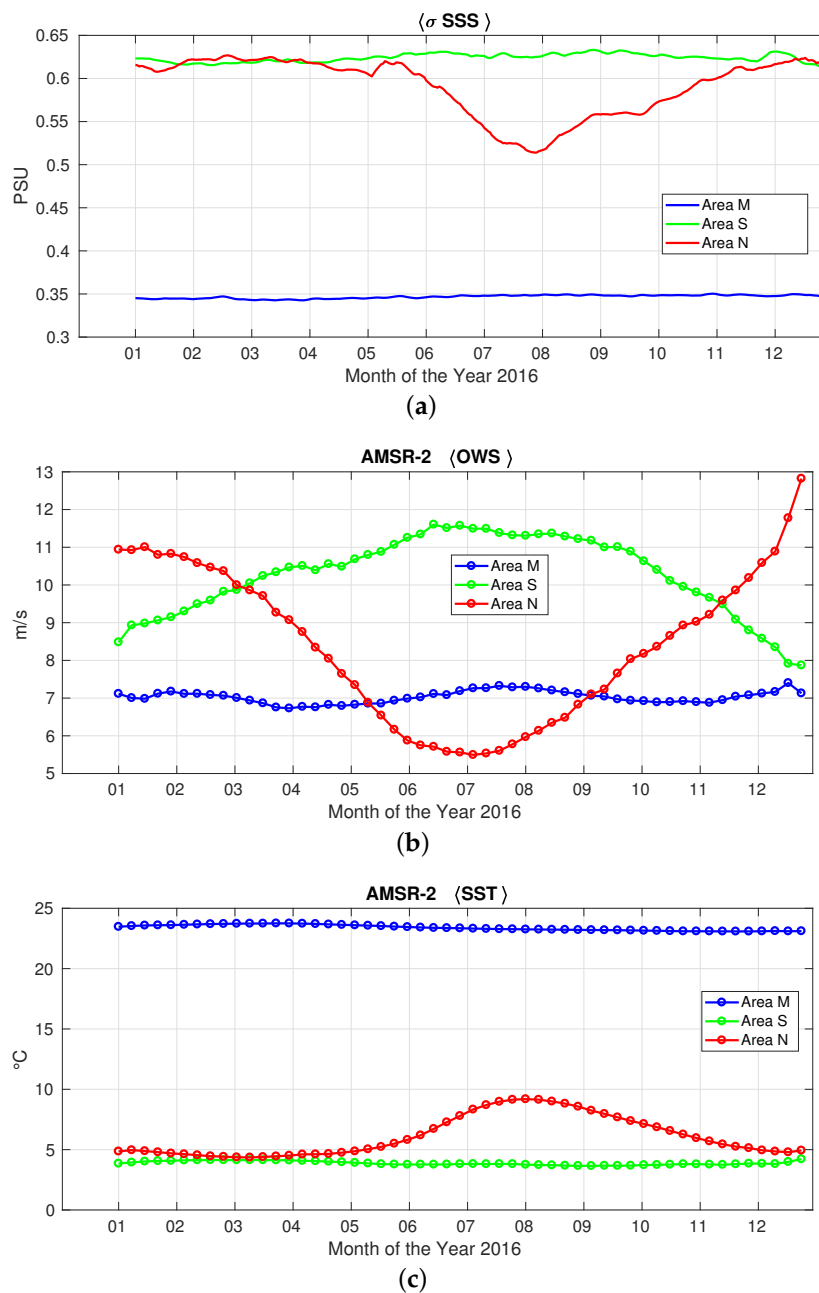 ⟨σ SSS⟩
0.65
0.6
0.55
0.5
0.45
0.4
0.35
0.3
PSU
Area M
Area S
Area N
01 02 03 04 05 06 07 08 09 10 11 12
Month of the Year 2016
(a)
AMSR-2 ⟨OWS⟩
13
12
11
10
9
8
7
6
5
m/s
Area M
Area S
Area N
01 02 03 04 05 06 07 08 09 10 11 12
Month of the Year 2016
(b)
AMSR-2 ⟨SST⟩
25
20
15
10
5
0
°C
Area M
Area S
Area N
01 02 03 04 05 06 07 08 09 10 11 12
Month of the Year 2016
(c)